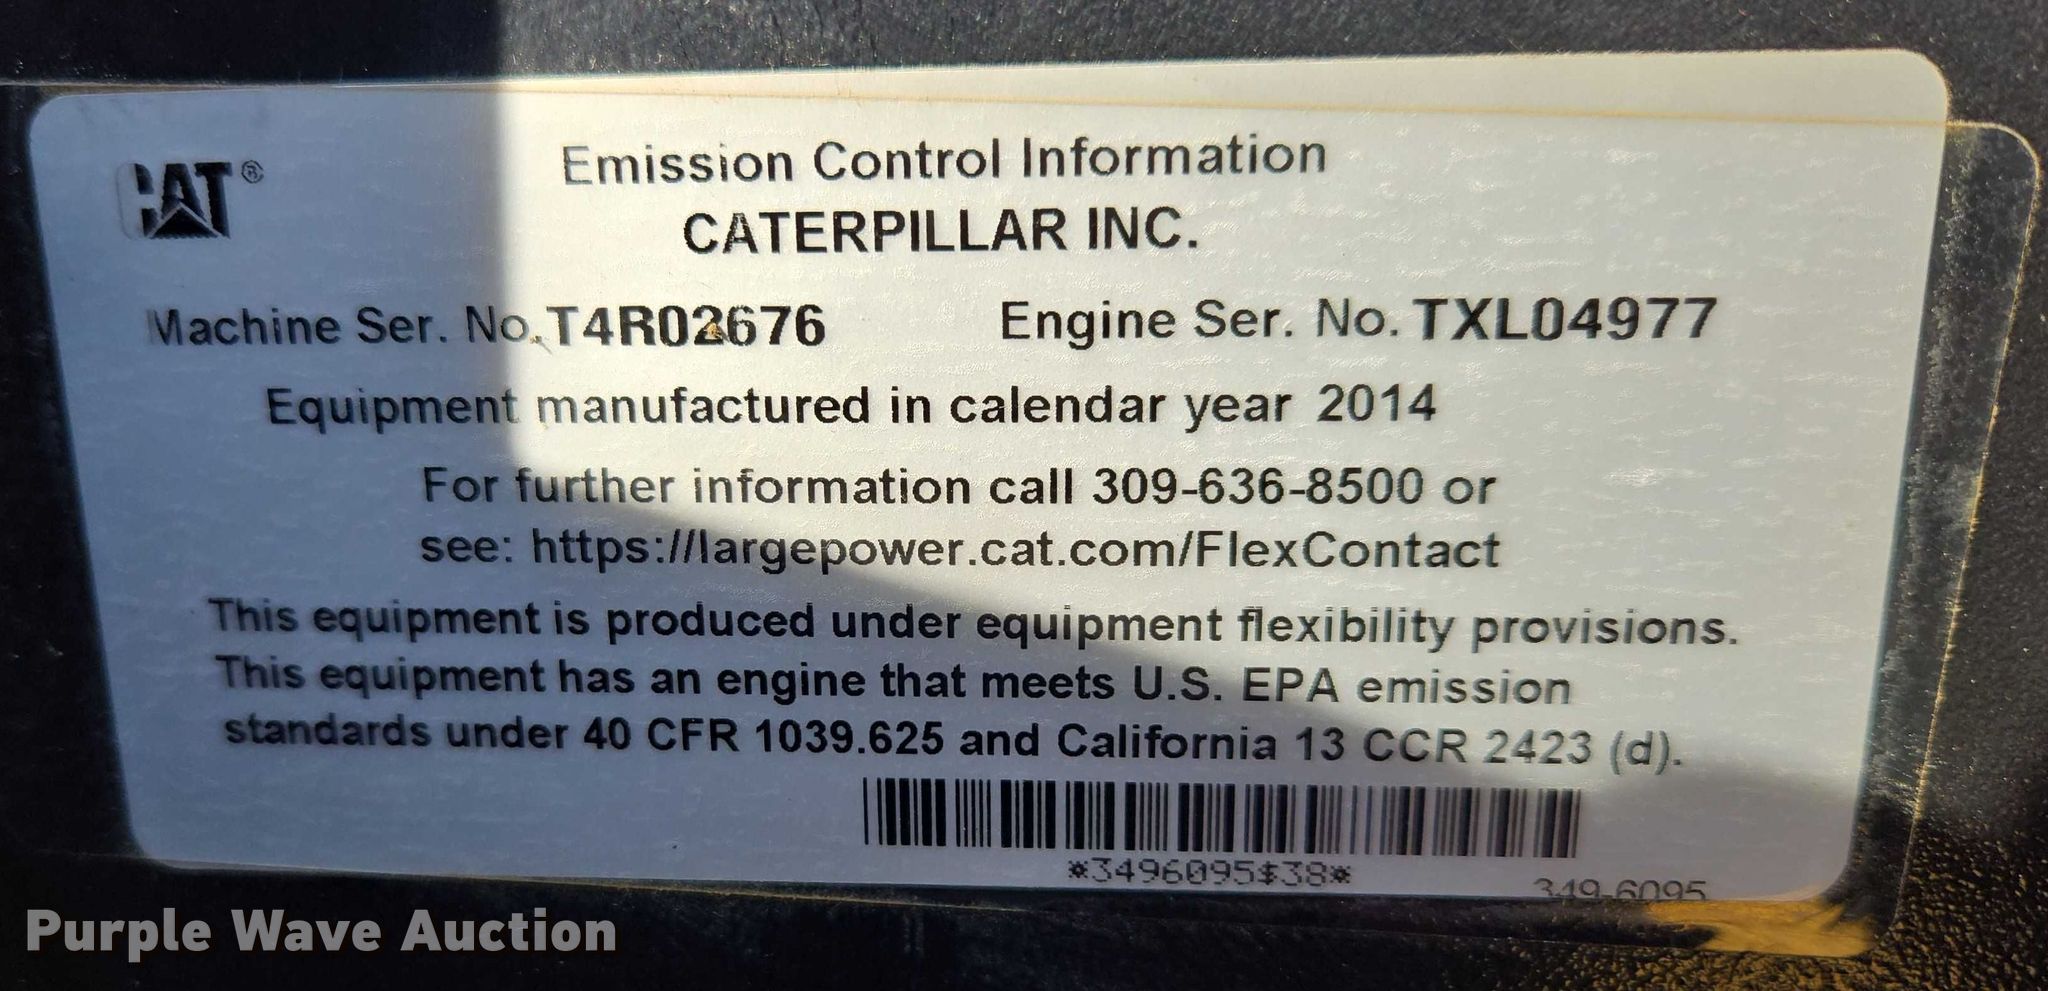 CAT®
Emission Control Information
CATERPILLAR INC.
Machine Ser. No. T4R02676 Engine Ser. No. TXL04977
Equipment manufactured in calendar year 2014
For further information call 309-636-8500 or
see: https://largepower.cat.com/FlexContact
This equipment is produced under equipment flexibility provisions.
This equipment has an engine that meets U.S. EPA emission
standards under 40 CFR 1039.625 and California 13 CCR 2423 (d).
*3496095$38*
349-6095
Purple Wave Auction